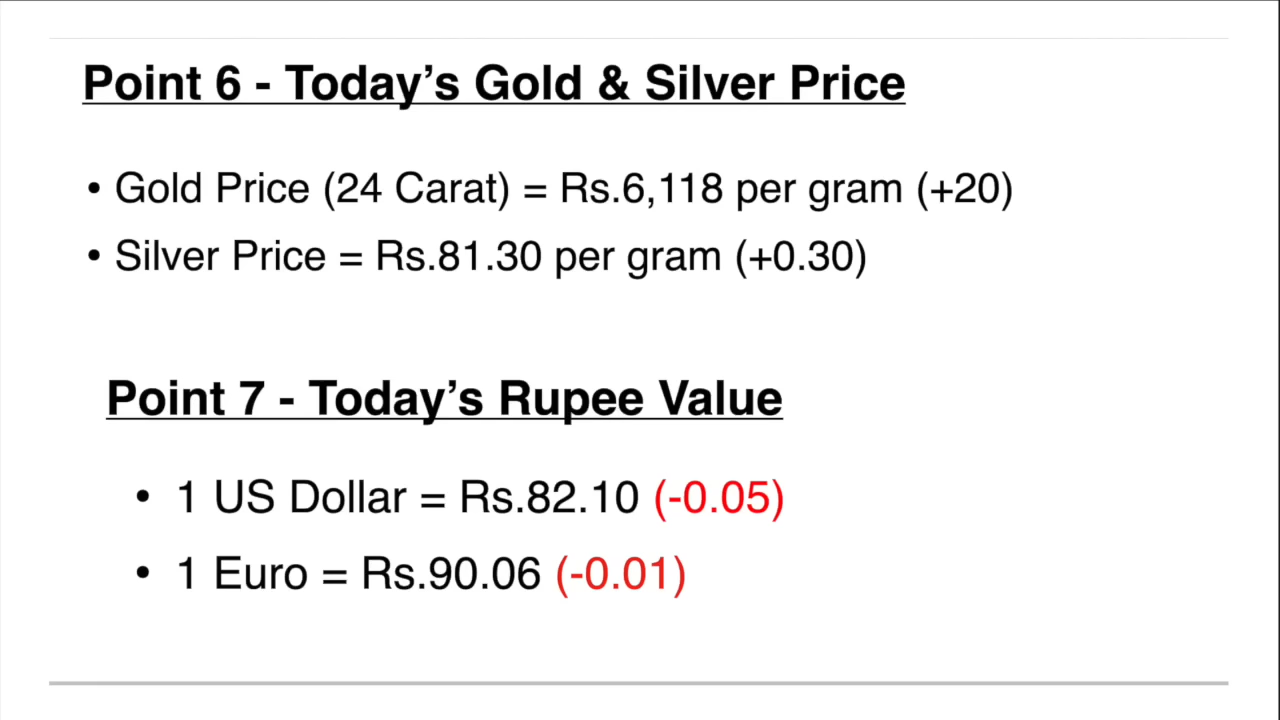 Point 6 - Today’s Gold & Silver Price
• Gold Price (24 Carat) = Rs.6,118 per gram (+20)
• Silver Price = Rs.81.30 per gram (+0.30)
Point 7 - Today’s Rupee Value
• 1 US Dollar = Rs.82.10 (-0.05)
• 1 Euro = Rs.90.06 (-0.01)